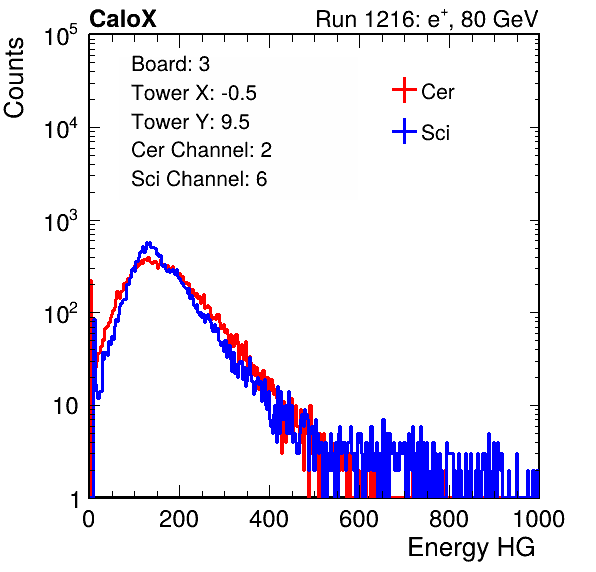 CaloX Run 1216: e⁺, 80 GeV
Counts
Board: 3
Tower X: -0.5
Tower Y: 9.5
Cer Channel: 2
Sci Channel: 6
Cer
Sci
10⁵
10⁴
10³
10²
10
1
0 200 400 600 800 1000
Energy HG